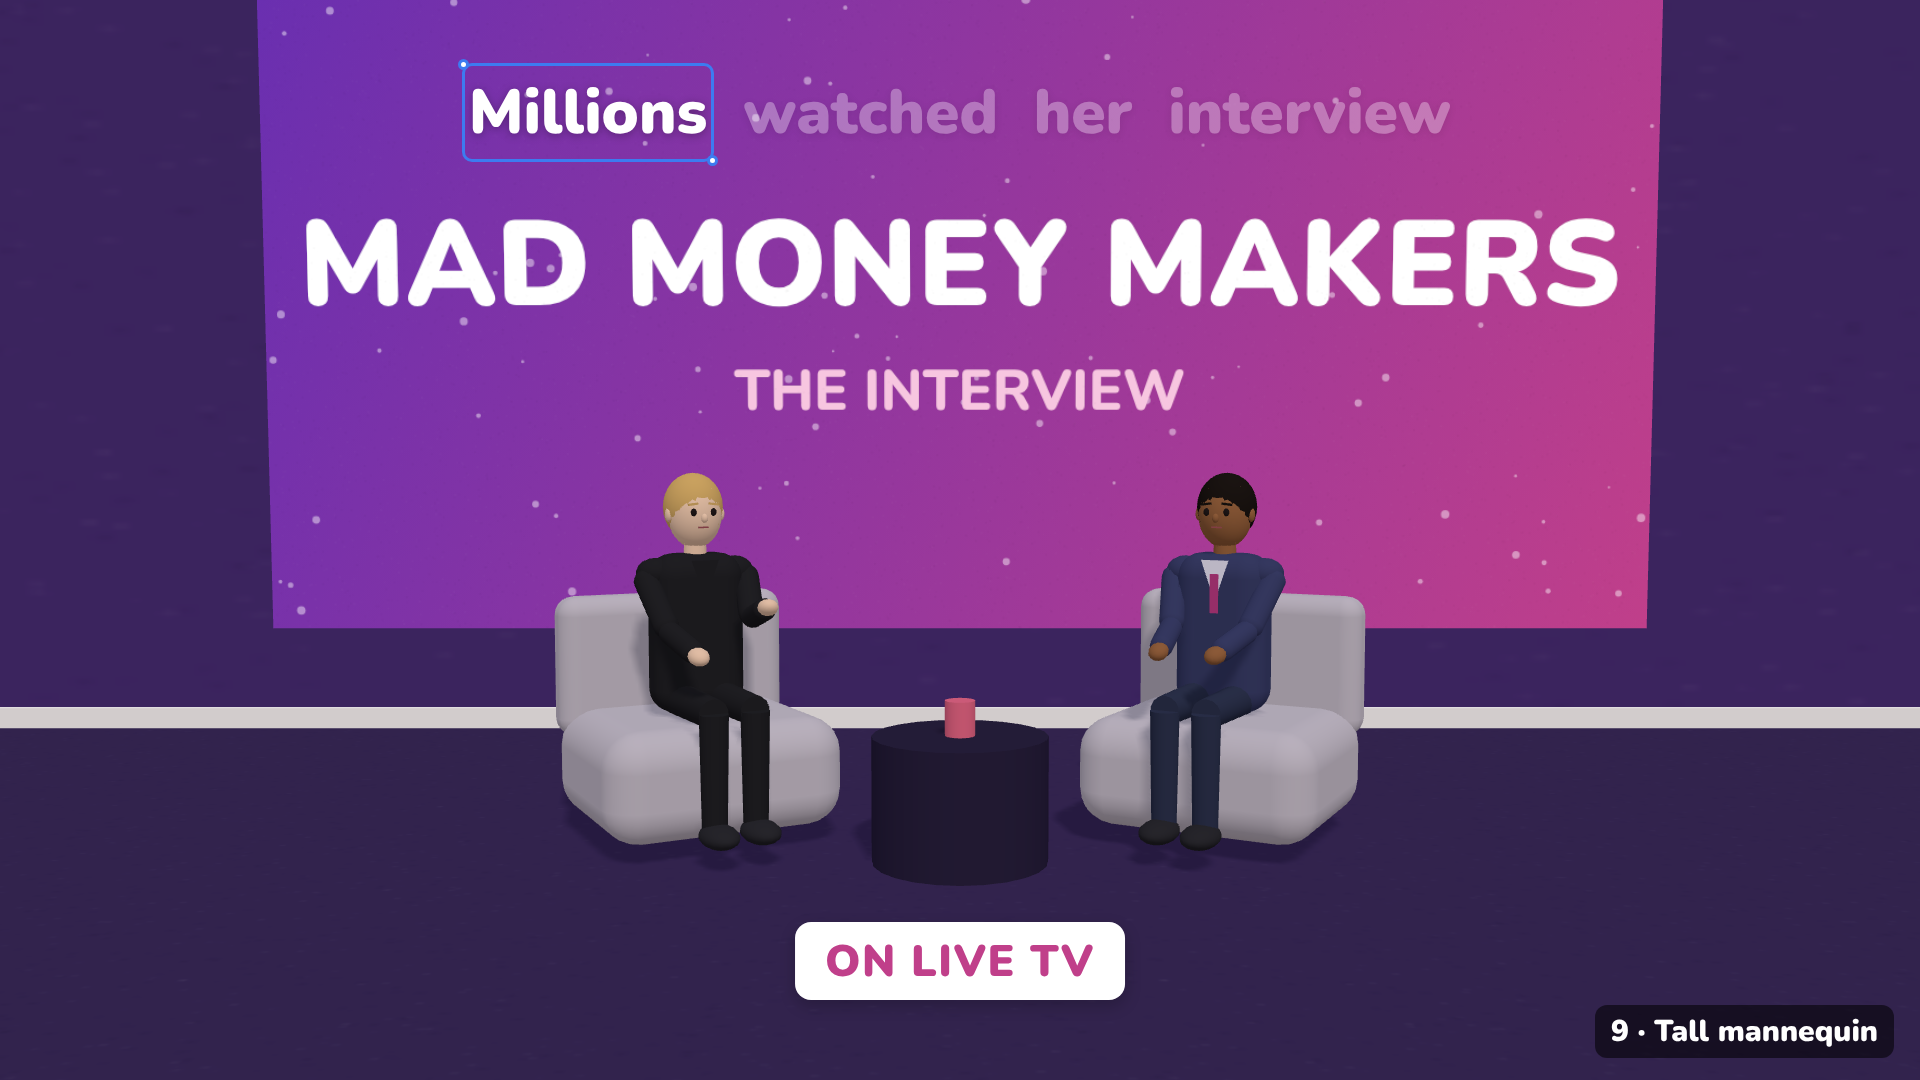 Millions watched her interview
MAD MONEY MAKERS
THE INTERVIEW
ON LIVE TV
9 · Tall mannequin